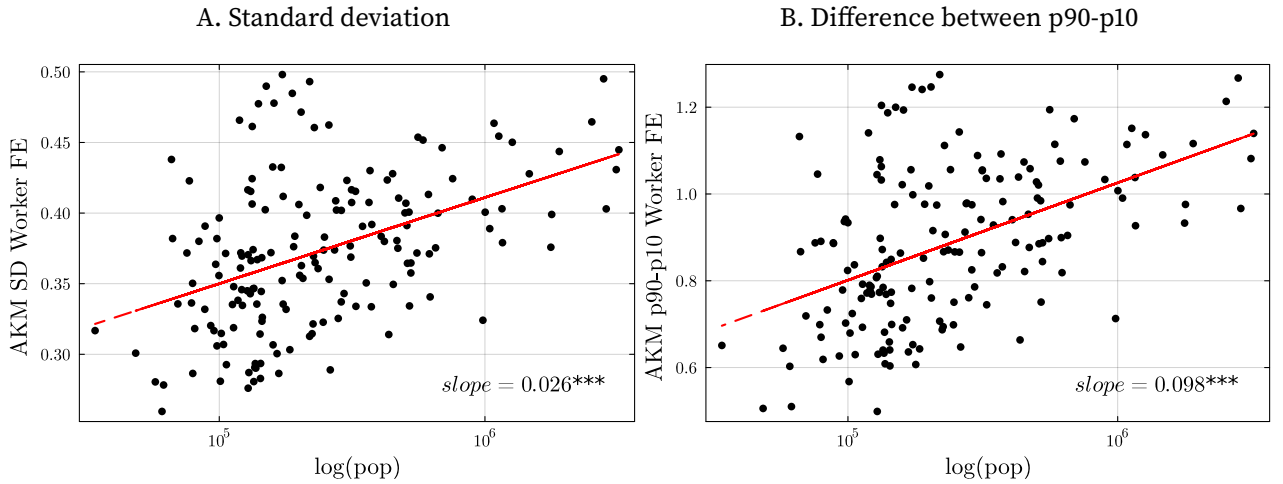 A. Standard deviation
AKM SD Worker FE
0.50
0.45
0.40
0.35
0.30
slope = 0.026***
10^5
10^6
log(pop)
B. Difference between p90-p10
AKM p90-p10 Worker FE
1.2
1.0
0.8
0.6
slope = 0.098***
10^5
10^6
log(pop)